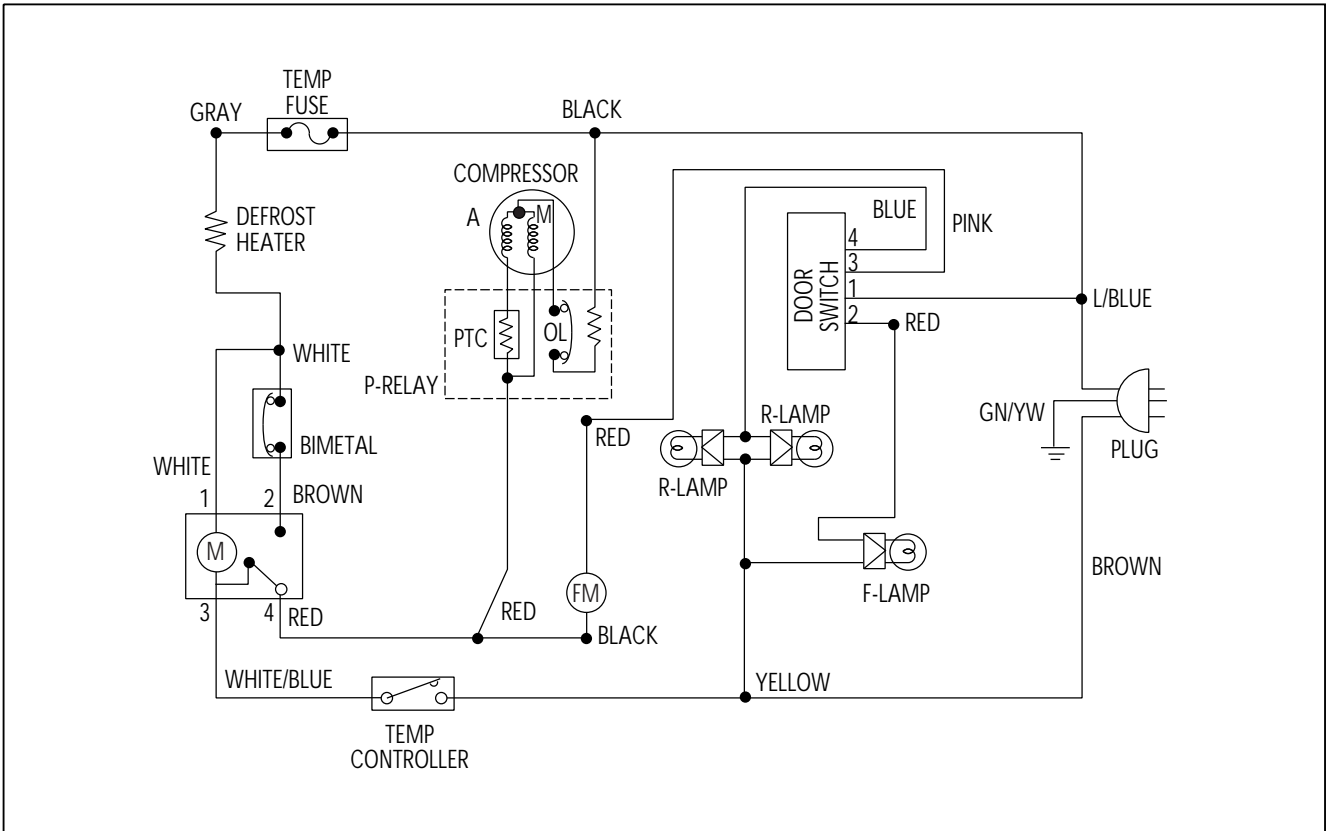 TEMP
FUSE
GRAY
BLACK
COMPRESSOR
A
M
DEFROST
HEATER
BLUE
PINK
4
3
1
2
DOOR
SWITCH
RED
L/BLUE
PTC
OL
P-RELAY
WHITE
BIMETAL
WHITE
1
2
BROWN
M
3
4
RED
RED
R-LAMP
R-LAMP
GN/YW
PLUG
FM
RED
BLACK
F-LAMP
BROWN
WHITE/BLUE
YELLOW
TEMP
CONTROLLER